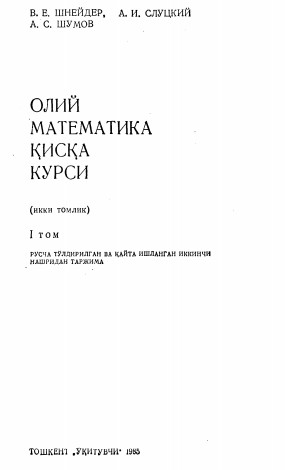 В. Е. ШНЕЙДЕР, А. И. СЛУЦКИЙ
А. С. ШУМОВ
ОЛИЙ
МАТЕМАТИКА
ҚИСҚА
КУРСИ
(ИККИ ТОМЛИК)
I ТОМ
РУСЧА ТЎЛДИРИЛГАН ВА ҚАЙТА ИШЛАНГАН ИККИНЧИ
НАШРИДАН ТАРЖИМА
ТОШКЕНТ „ЎҚИТУВЧИ" 1985